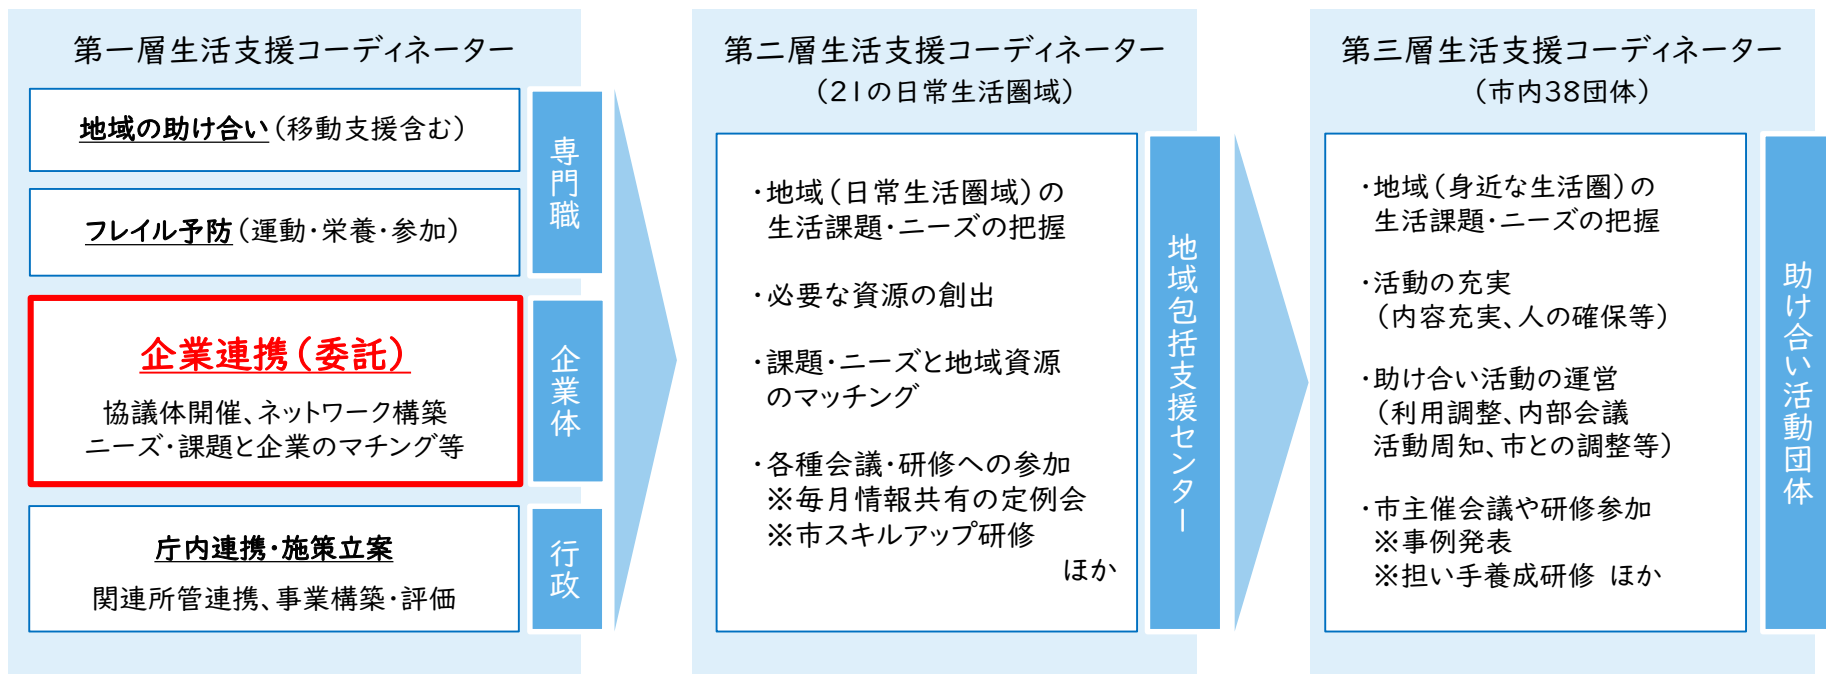 第一層生活支援コーディネーター
地域の助け合い(移動支援含む)
フレイル予防(運動・栄養・参加)
専門職
企業連携(委託)
協議体開催、ネットワーク構築
ニーズ・課題と企業のマチング等
企業体
庁内連携・施策立案
関連所管連携、事業構築・評価
行政
第二層生活支援コーディネーター
(21の日常生活圏域)
・地域(日常生活圏域)の
生活課題・ニーズの把握
・必要な資源の創出
・課題・ニーズと地域資源
のマッチング
・各種会議・研修への参加
※毎月情報共有の定例会
※市スキルアップ研修
ほか
地域包括支援センター
第三層生活支援コーディネーター
(市内38団体)
・地域(身近な生活圏)の
生活課題・ニーズの把握
・活動の充実
(内容充実、人の確保等)
・助け合い活動の運営
(利用調整、内部会議
活動周知、市との調整等)
・市主催会議や研修参加
※事例発表
※担い手養成研修 ほか
助け合い活動団体